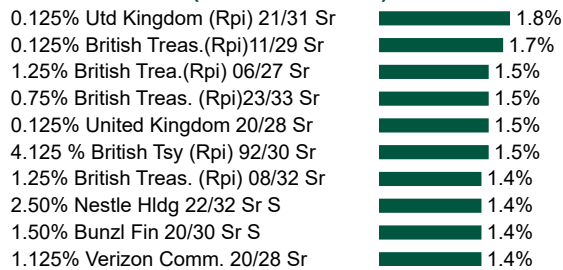 0.125% Utd Kingdom (Rpi) 21/31 Sr 1.8%
0.125% British Treas.(Rpi)11/29 Sr 1.7%
1.25% British Trea.(Rpi) 06/27 Sr 1.5%
0.75% British Treas. (Rpi)23/33 Sr 1.5%
0.125% United Kingdom 20/28 Sr 1.5%
4.125 % British Tsy (Rpi) 92/30 Sr 1.5%
1.25% British Treas. (Rpi) 08/32 Sr 1.4%
2.50% Nestle Hldg 22/32 Sr S 1.4%
1.50% Bunzl Fin 20/30 Sr S 1.4%
1.125% Verizon Comm. 20/28 Sr 1.4%